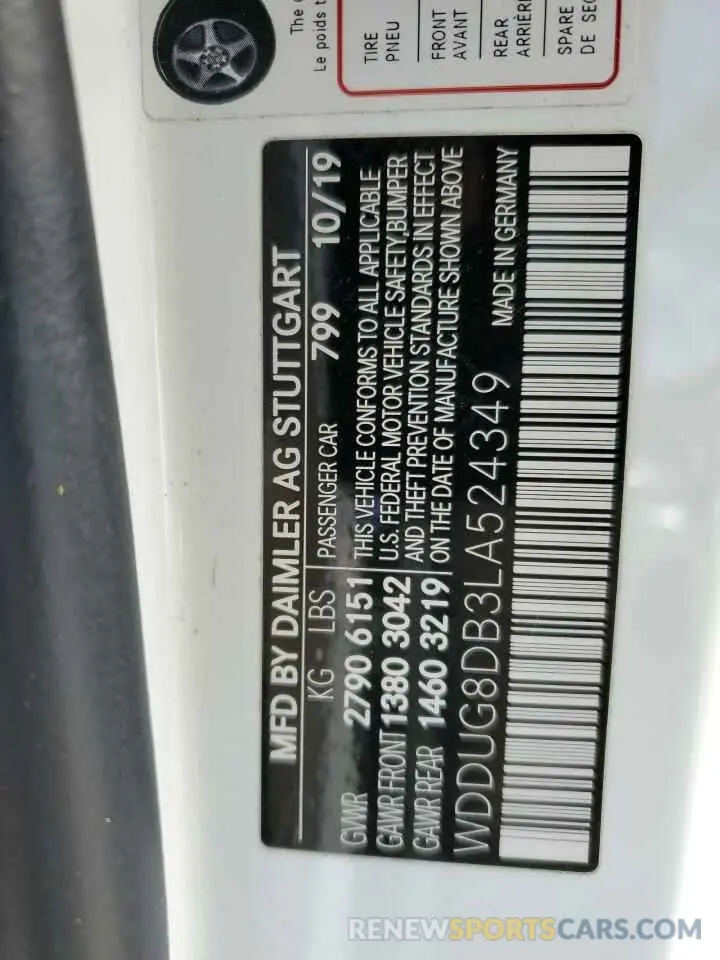 The
Le poids t
TIRE
PNEU
FRONT
AVANT
REAR
ARRIÈRE
SPARE
DE SEC
MFD BY DAIMLER AG STUTTGART
KG - LBS PASSENGER CAR 799 10/19
GVWR 2790 6151 THIS VEHICLE CONFORMS TO ALL APPLICABLE
GAWR FRONT 1380 3042 U.S. FEDERAL MOTOR VEHICLE SAFETY,BUMPER
GAWR REAR 1460 3219 AND THEFT PREVENTION STANDARDS IN EFFECT
ON THE DATE OF MANUFACTURE SHOWN ABOVE
WDDUG8DB3LA524349 MADE IN GERMANY
RENEWSPORTSCARS.COM